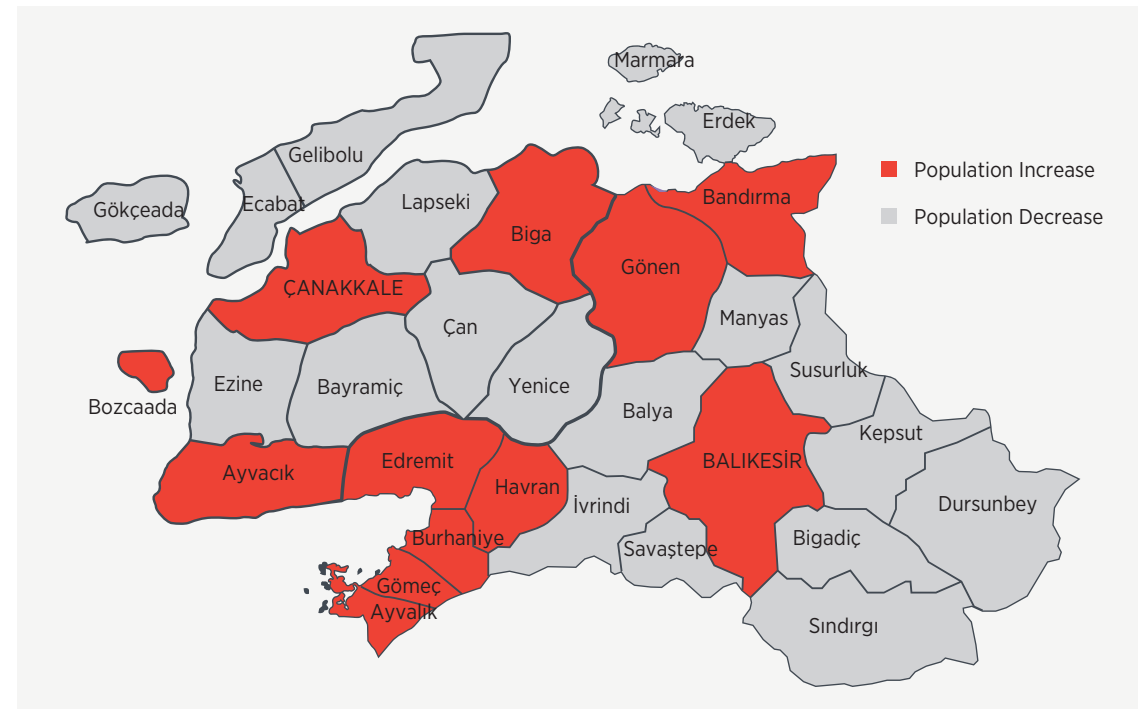 Marmara
Erdek
Gelibolu
Population Increase
Bandırma
Lapseki
Ecabat
Gökçeada
Population Decrease
Biga
Gönen
ÇANAKKALE
Manyas
Çan
Susurluk
Ezine
Bayramiç
Yenice
Bozcaada
Balya
Kepsut
Edremit
BALIKESİR
Ayvacık
Havran
İvrindi
Dursunbey
Burhaniye
Bigadiç
Savaştepe
Gömeç
Ayvalık
Sındırgı